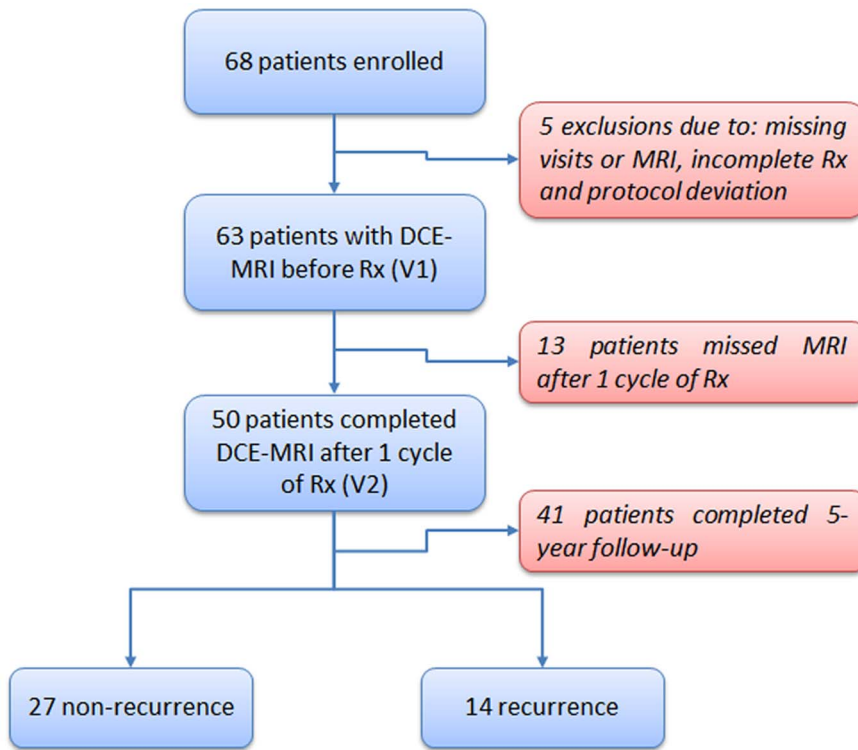 68 patients enrolled
5 exclusions due to: missing
visits or MRI, incomplete Rx
and protocol deviation
63 patients with DCE-
MRI before Rx (V1)
13 patients missed MRI
after 1 cycle of Rx
50 patients completed
DCE-MRI after 1 cycle
of Rx (V2)
41 patients completed 5-
year follow-up
27 non-recurrence
14 recurrence